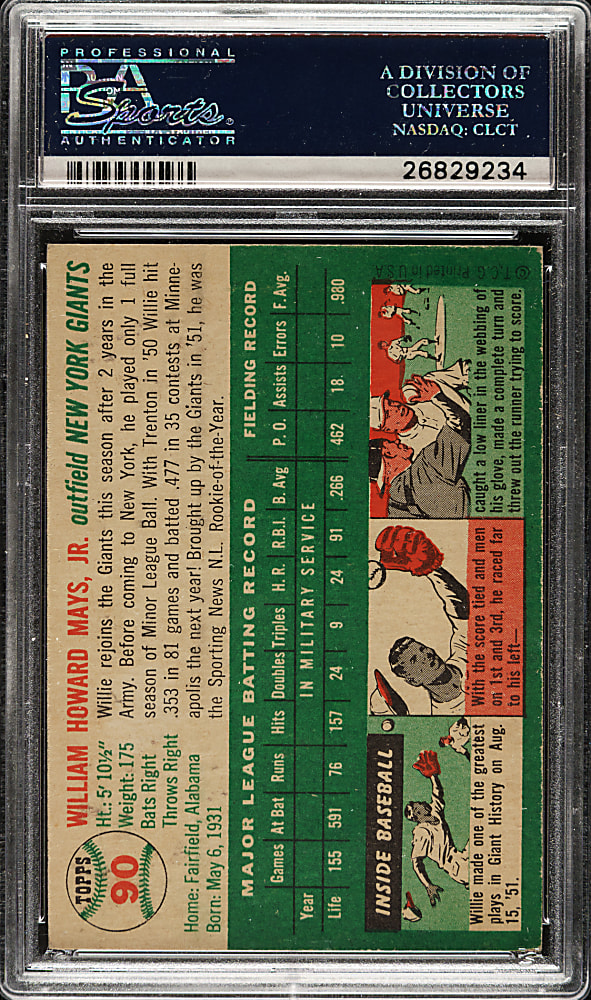 PROFESSIONAL
PSA
Sports
AUTHENTICATOR
A DIVISION OF
COLLECTORS
UNIVERSE
NASDAQ: CLCT
26829234
TOPPS
90
WILLIAM HOWARD MAYS, JR. outfield NEW YORK GIANTS
Ht.: 5' 10½"
Weight: 175
Bats Right
Throws Right
Home: Fairfield, Alabama
Born: May 6, 1931
Willie rejoins the Giants this season after 2 years in the
Army. Before coming to New York, he played only 1 full
season of Minor League Ball. With Trenton in '50 Willie hit
.353 in 81 games and batted .477 in 35 contests at Minne-
apolis the next year! Brought up by the Giants in '51, he was
the Sporting News N.L. Rookie-of-the-Year.
MAJOR LEAGUE BATTING RECORD FIELDING RECORD
Games At Bat Runs Hits Doubles Triples H.R. R.B.I. B. Avg P.O. Assists Errors F. Avg.
Year IN MILITARY SERVICE
Life 155 591 76 157 24 9 24 91 .266 462 18 10 .980
INSIDE BASEBALL
Willie made one of the greatest
plays in Giant History on Aug.
15, '51.
With the score tied and men
on 1st and 3rd, he raced far
to his left—
caught a low liner in the webbing of
his glove, made a complete turn and
threw out the runner trying to score.
© T.C.G. Printed in U.S.A.